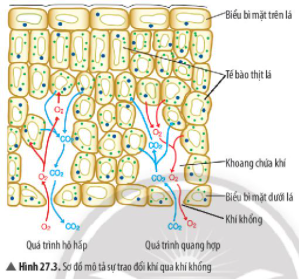 Biểu bì mặt trên lá
Tế bào thịt lá
O₂
O₂
CO₂
CO₂
O₂
O₂
CO₂
CO₂
Khoang chứa khí
Biểu bì mặt dưới lá
Khí khổng
O₂
CO₂
CO₂
O₂
Quá trình hô hấp
Quá trình quang hợp
▲ Hình 27.3. Sơ đồ mô tả sự trao đổi khí qua khí khổng